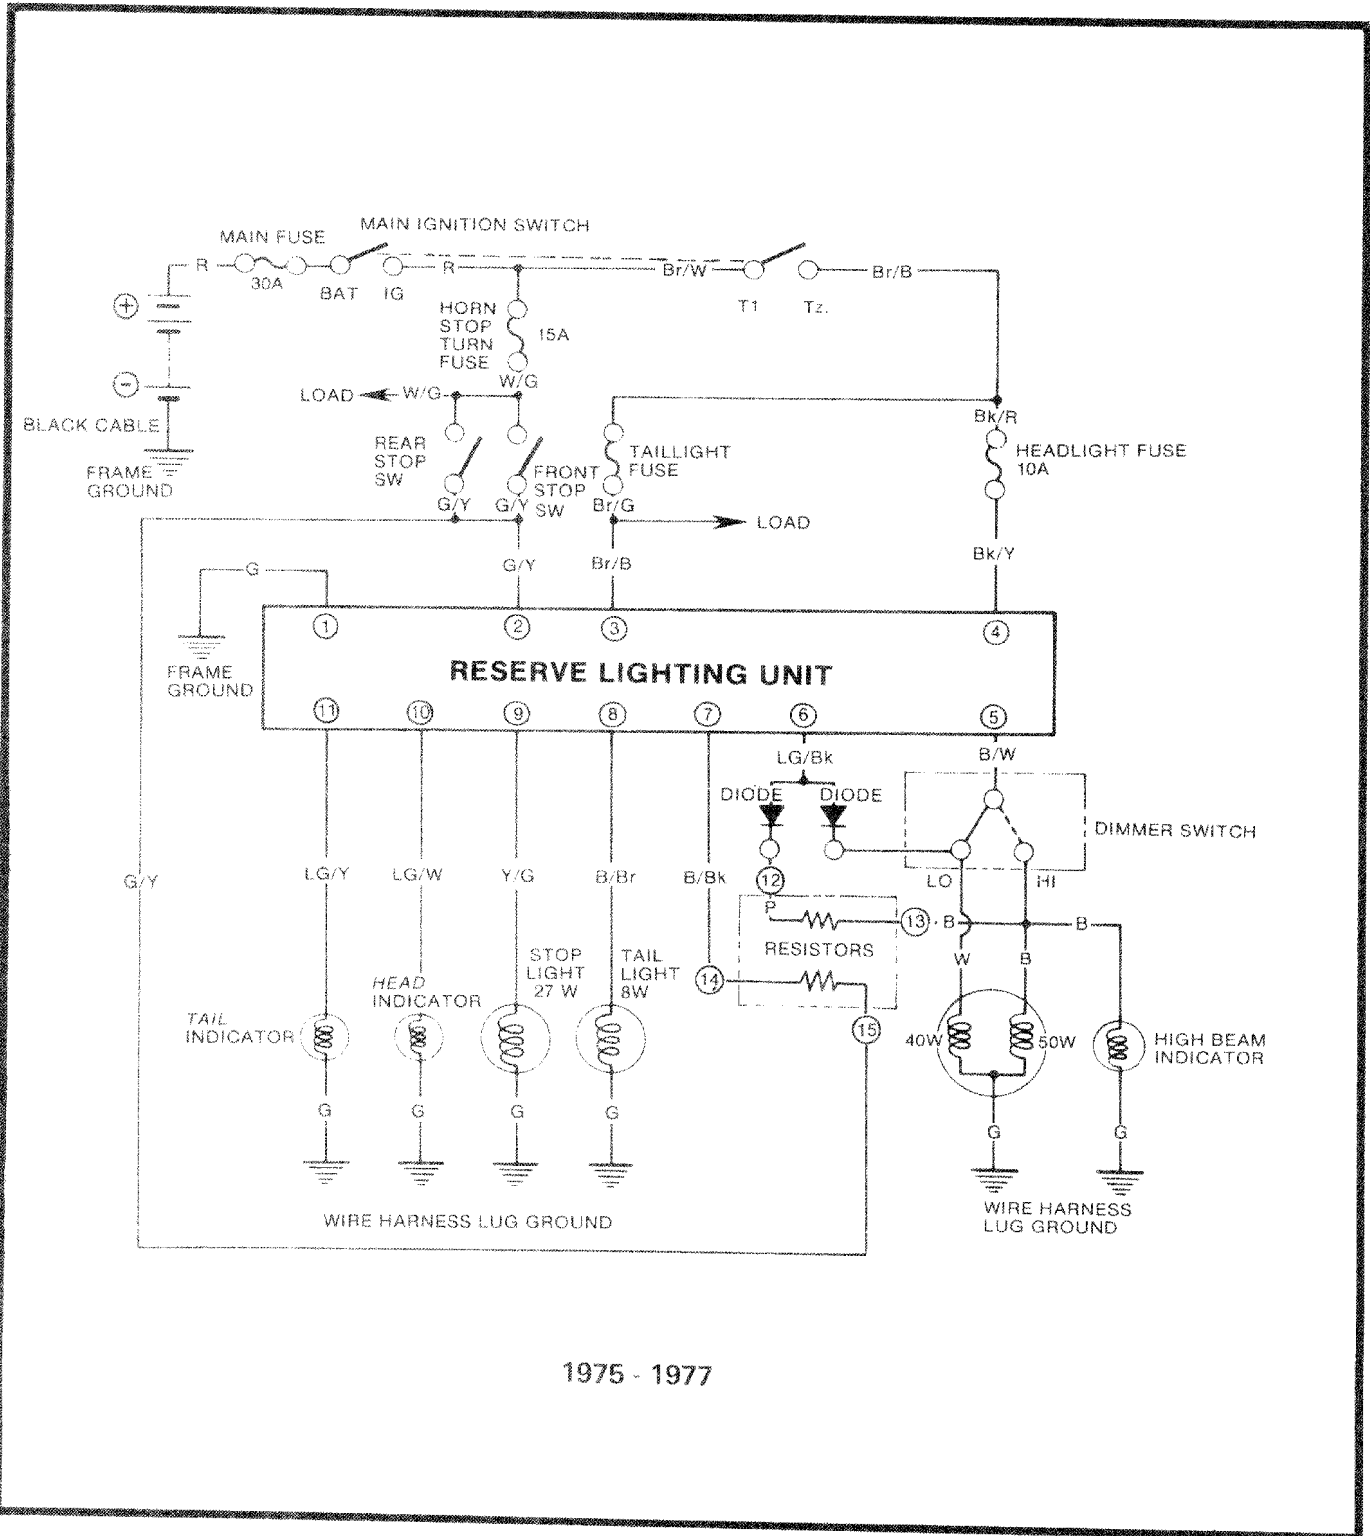 MAIN IGNITION SWITCH
MAIN FUSE
R
30A
BAT
IG
R
Br/W
T1
Tz.
Br/B
+
-
BLACK CABLE
FRAME
GROUND
HORN
STOP
TURN
FUSE
15A
W/G
LOAD
W/G
REAR
STOP
SW
G/Y
FRONT
STOP
SW
G/Y
TAILLIGHT
FUSE
Br/G
LOAD
Bk/R
HEADLIGHT FUSE
10A
G/Y
Br/B
Bk/Y
G
FRAME
GROUND
1
2
3
4
RESERVE LIGHTING UNIT
11
10
9
8
7
6
5
LG/Bk
B/W
DIODE
DIODE
DIMMER SWITCH
LO
HI
G/Y
LG/Y
LG/W
Y/G
B/Br
B/Bk
12
P
13
B
B
RESISTORS
W
B
14
15
STOP
LIGHT
27 W
TAIL
LIGHT
8W
HEAD
INDICATOR
TAIL
INDICATOR
40W
50W
HIGH BEAM
INDICATOR
G
G
G
G
G
G
WIRE HARNESS LUG GROUND
WIRE HARNESS
LUG GROUND
1975 - 1977